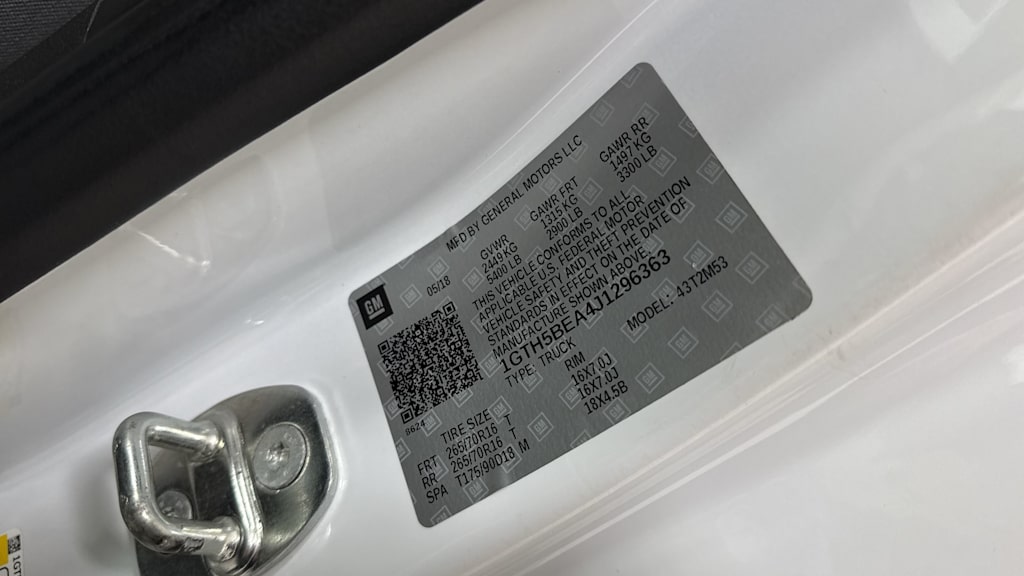 GM
MFD BY GENERAL MOTORS LLC
05/18
GVWR GAWR FRT GAWR RR
2449 KG 1315 KG 1497 KG
5400 LB 2900 LB 3300 LB
THIS VEHICLE CONFORMS TO ALL
APPLICABLE U.S. FEDERAL MOTOR
VEHICLE SAFETY AND THEFT PREVENTION
STANDARDS IN EFFECT ON THE DATE OF
MANUFACTURE SHOWN ABOVE.
1GTH5BEA4J1296363
TYPE: TRUCK MODEL: 43T2M53
8624
TIRE SIZE RIM
FRT 265/70R16 T 16X7.0J
RR 265/70R16 T 16X7.0J
SPA T175/90D18 M 18X4.5B